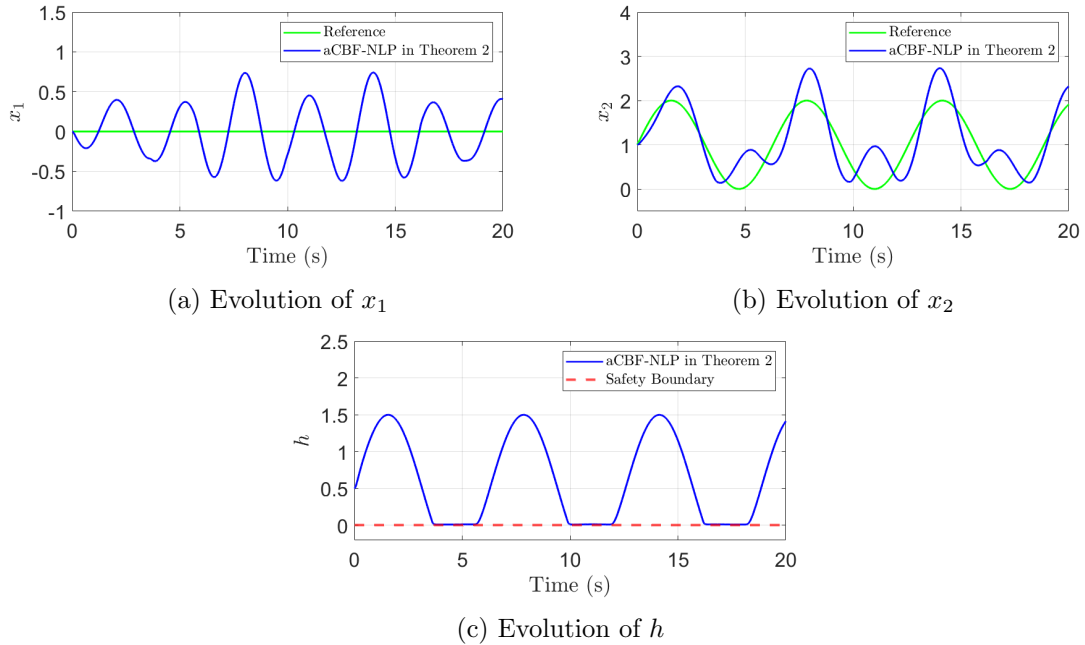 1.5
1
0.5
0
-0.5
-1
x1
0 5 10 15 20
Time (s)
Reference
aCBF-NLP in Theorem 2
(a) Evolution of x1
4
3
2
1
0
x2
0 5 10 15 20
Time (s)
Reference
aCBF-NLP in Theorem 2
(b) Evolution of x2
2.5
2
1.5
1
0.5
0
h
0 5 10 15 20
Time (s)
aCBF-NLP in Theorem 2
Safety Boundary
(c) Evolution of h